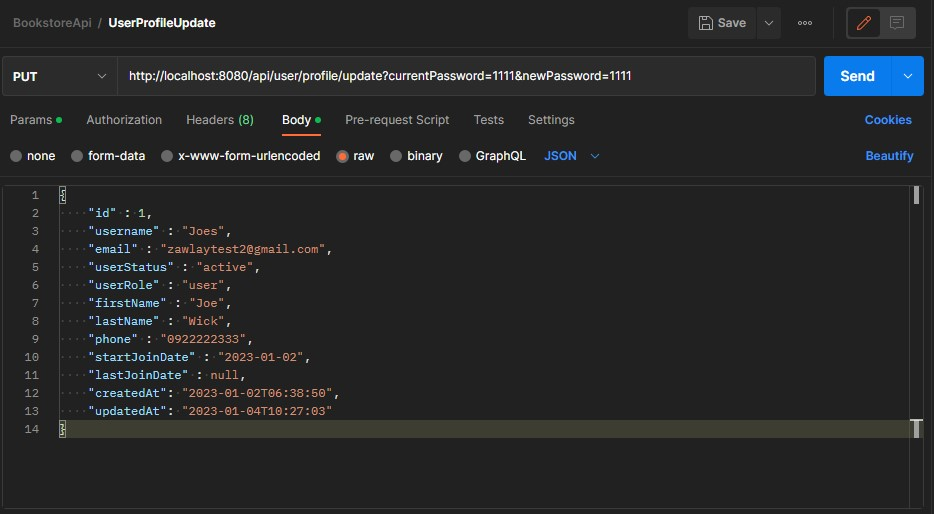 BookstoreApi / UserProfileUpdate Save
PUT http://localhost:8080/api/user/profile/update?currentPassword=1111&newPassword=1111 Send
Params Authorization Headers (8) Body Pre-request Script Tests Settings Cookies
none form-data x-www-form-urlencoded raw binary GraphQL JSON Beautify
1 {
2 "id" : 1,
3 "username" : "Joes",
4 "email" : "zawlaytest2@gmail.com",
5 "userStatus" : "active",
6 "userRole" : "user",
7 "firstName" : "Joe",
8 "lastName" : "Wick",
9 "phone" : "0922222333",
10 "startJoinDate" : "2023-01-02",
11 "lastJoinDate" : null,
12 "createdAt": "2023-01-02T06:38:50",
13 "updatedAt": "2023-01-04T10:27:03"
14 }